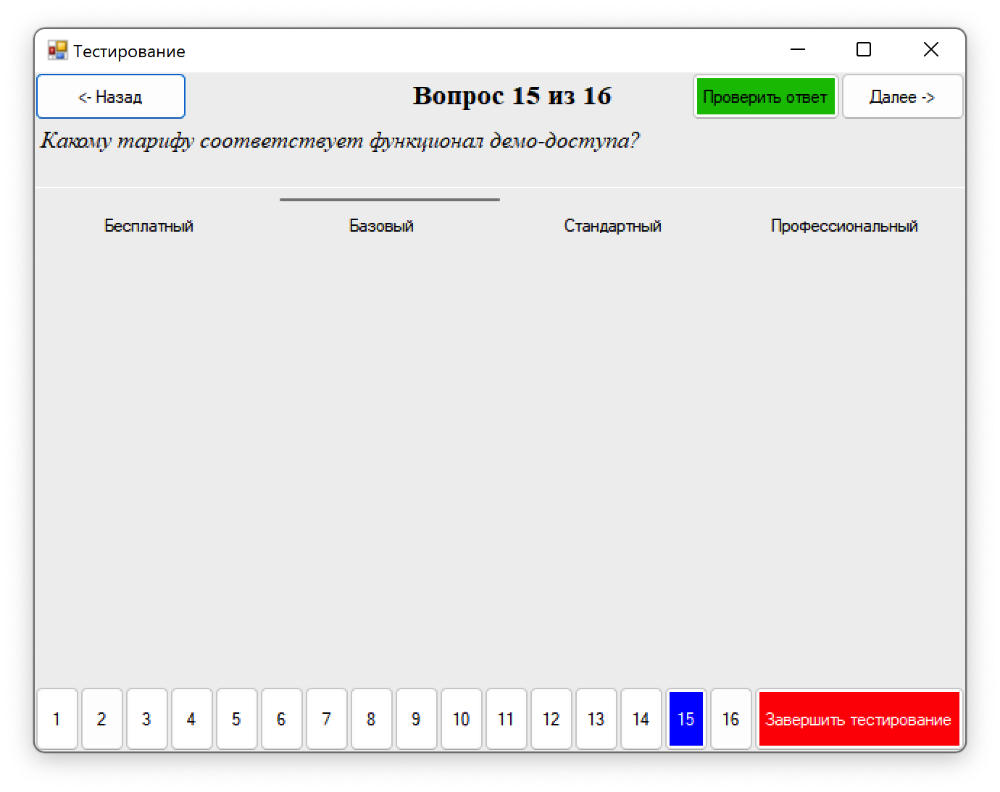 Тестирование
<- Назад
Вопрос 15 из 16
Проверить ответ
Далее ->
Какому тарифу соответствует функционал демо-доступа?
Бесплатный
Базовый
Стандартный
Профессиональный
1 2 3 4 5 6 7 8 9 10 11 12 13 14 15 16
Завершить тестирование